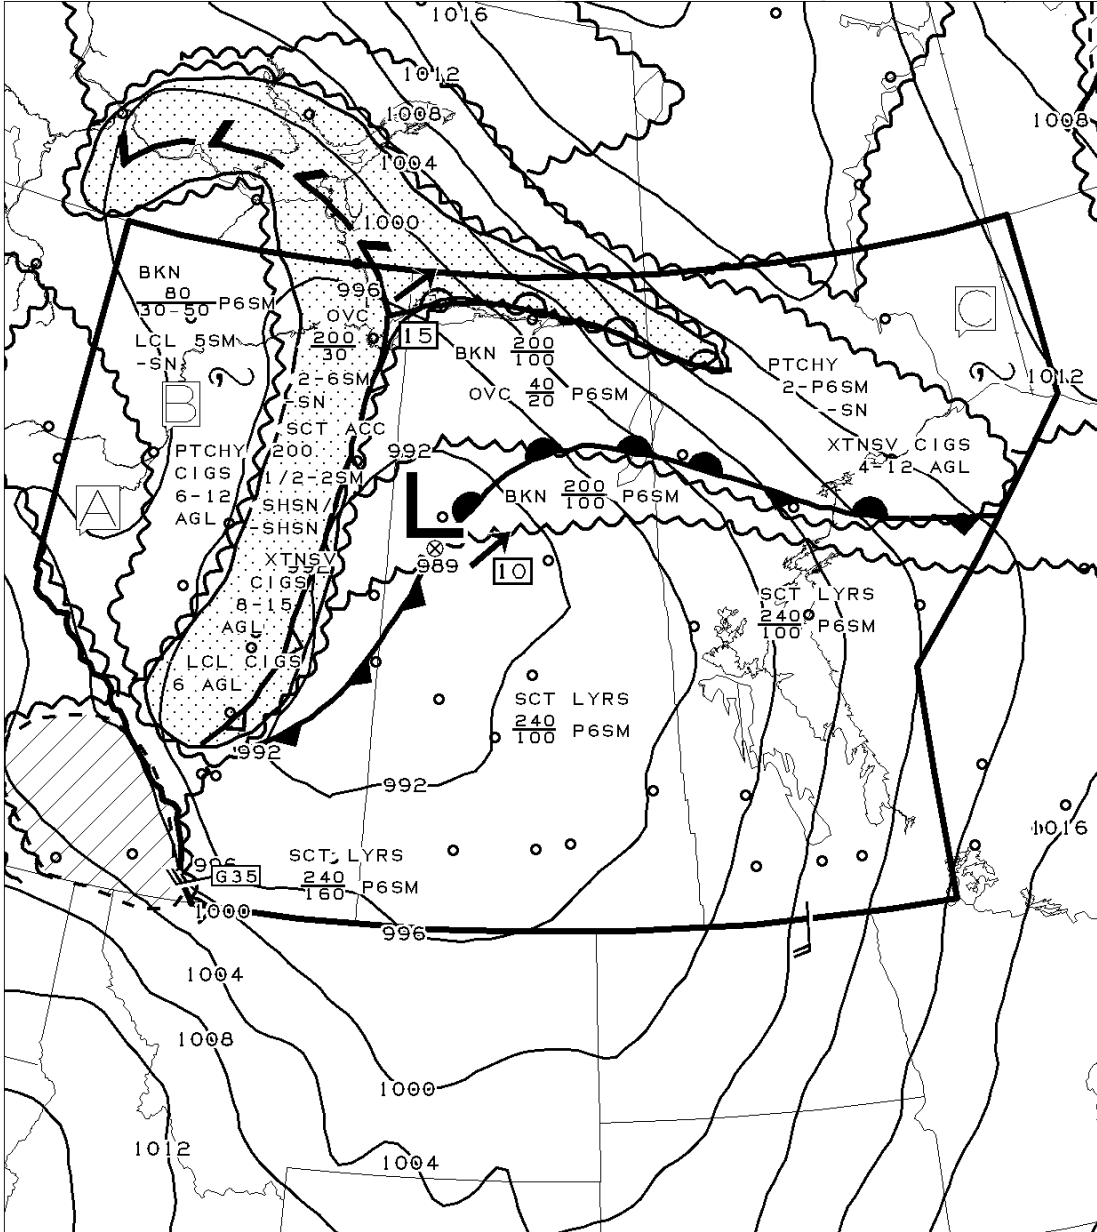 1016
1012
1008
1008
1004
1000
BKN
80
30-50 P6SM
LCL 5SM
-SN
996
OVC
200
30
2-6SM
-SN
15
BKN 200
100
OVC 40
20 P6SM
C
1012
PTCHY
2-P6SM
-SN
XTNSV CIGS
4-12 AGL
B
SCT ACC
200
1/2-2SM
SHSN/
-SHSN
PTCHY
CIGS
6-12
AGL
A
992
L
BKN 200
100 P6SM
XTNSV
992
CIGS
8-15
AGL
989
10
SCT LYRS
240
100 P6SM
LCL CIGS
6 AGL
SCT LYRS
240
100 P6SM
992
992
1016
SCT LYRS
240
160 P6SM
996
G35
1000
996
1004
1008
1000
1012
1004